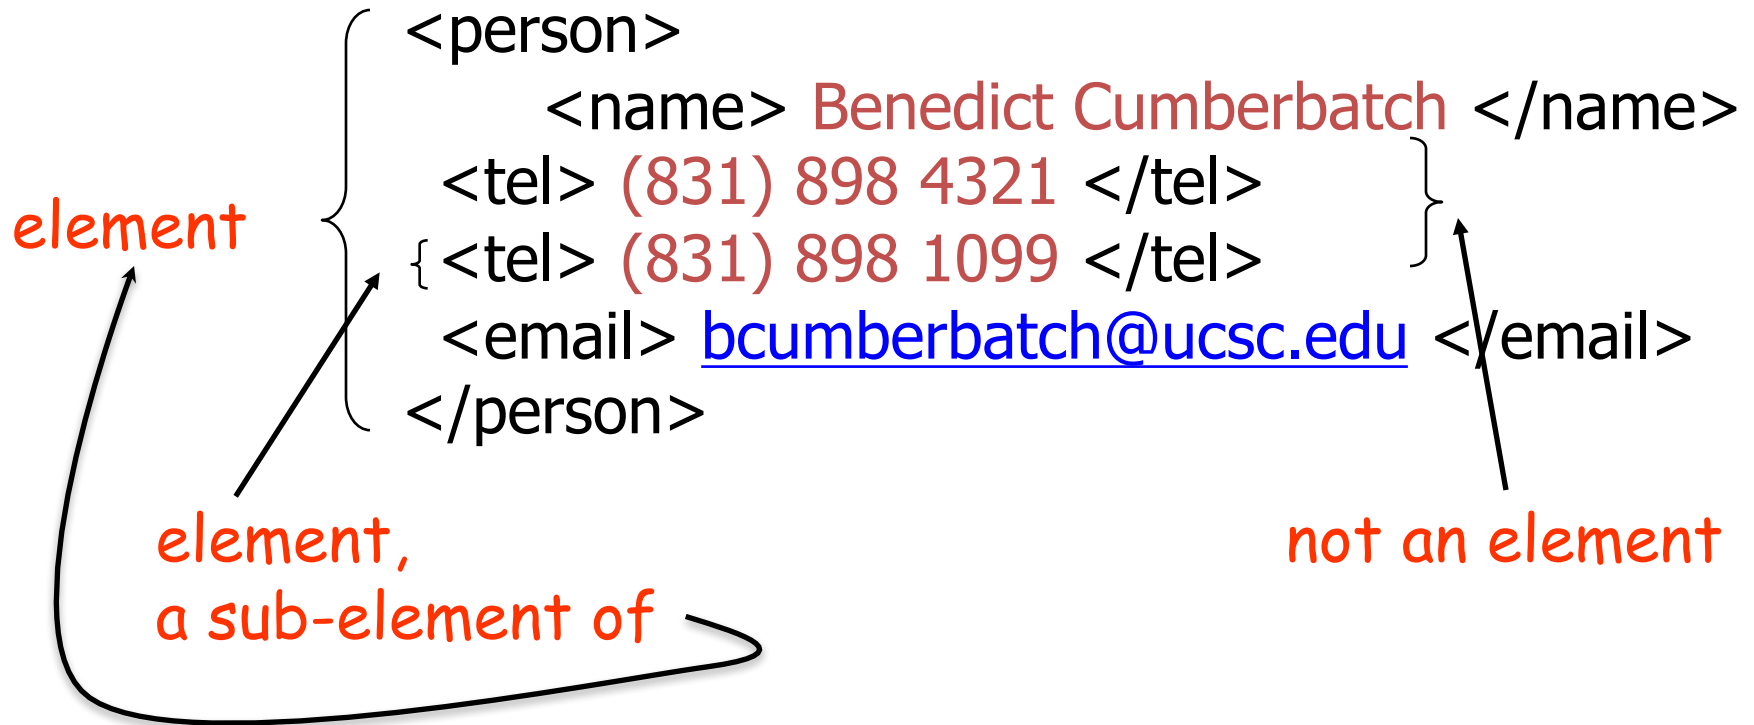 <person>
<name> Benedict Cumberbatch </name>
<tel> (831) 898 4321 </tel>
element
<tel> (831) 898 1099 </tel>
<email> bcumberbatch@ucsc.edu </email>
</person>
element,
a sub-element of
not an element